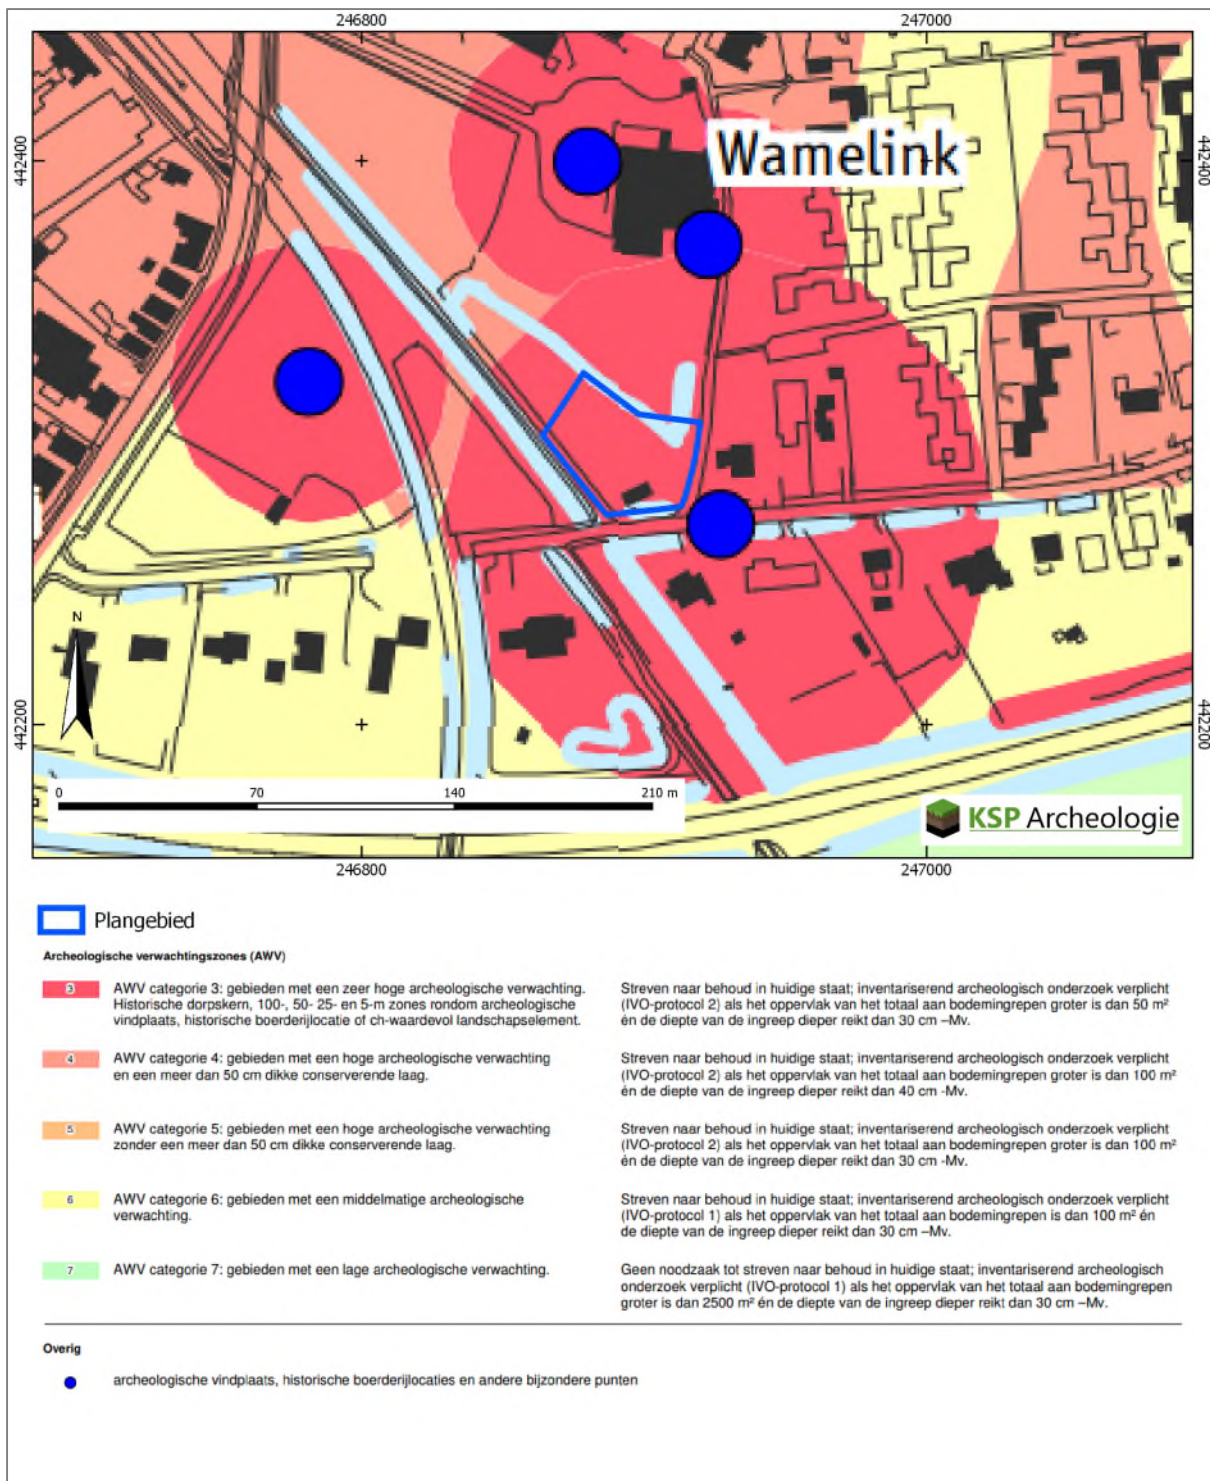 246800
247000
442400
Wamelink
442400
442200
442200
N
0
70
140
210 m
KSP Archeologie
246800
247000
Plangebied
Archeologische verwachtingszones (AWV)
3
AWV categorie 3: gebieden met een zeer hoge archeologische verwachting.
Historische dorpskern, 100-, 50- 25- en 5-m zones rondom archeologische
vindplaats, historische boerderijlocatie of ch-waardevol landschapselement.
Streven naar behoud in huidige staat; inventariserend archeologisch onderzoek verplicht
(IVO-protocol 2) als het oppervlak van het totaal aan bodemingrepen groter is dan 50 m²
én de diepte van de ingreep dieper reikt dan 30 cm –Mv.
4
AWV categorie 4: gebieden met een hoge archeologische verwachting
en een meer dan 50 cm dikke conserverende laag.
Streven naar behoud in huidige staat; inventariserend archeologisch onderzoek verplicht
(IVO-protocol 2) als het oppervlak van het totaal aan bodemingrepen groter is dan 100 m²
én de diepte van de ingreep dieper reikt dan 40 cm -Mv.
5
AWV categorie 5: gebieden met een hoge archeologische verwachting
zonder een meer dan 50 cm dikke conserverende laag.
Streven naar behoud in huidige staat; inventariserend archeologisch onderzoek verplicht
(IVO-protocol 2) als het oppervlak van het totaal aan bodemingrepen groter is dan 100 m²
én de diepte van de ingreep dieper reikt dan 30 cm -Mv.
6
AWV categorie 6: gebieden met een middelmatige archeologische
verwachting.
Streven naar behoud in huidige staat; inventariserend archeologisch onderzoek verplicht
(IVO-protocol 1) als het oppervlak van het totaal aan bodemingrepen is dan 100 m² én
de diepte van de ingreep dieper reikt dan 30 cm –Mv.
7
AWV categorie 7: gebieden met een lage archeologische verwachting.
Geen noodzaak tot streven naar behoud in huidige staat; inventariserend archeologisch
onderzoek verplicht (IVO-protocol 1) als het oppervlak van het totaal aan bodemingrepen
groter is dan 2500 m² én de diepte van de ingreep dieper reikt dan 30 cm –Mv.
Overig
archeologische vindplaats, historische boerderijlocaties en andere bijzondere punten